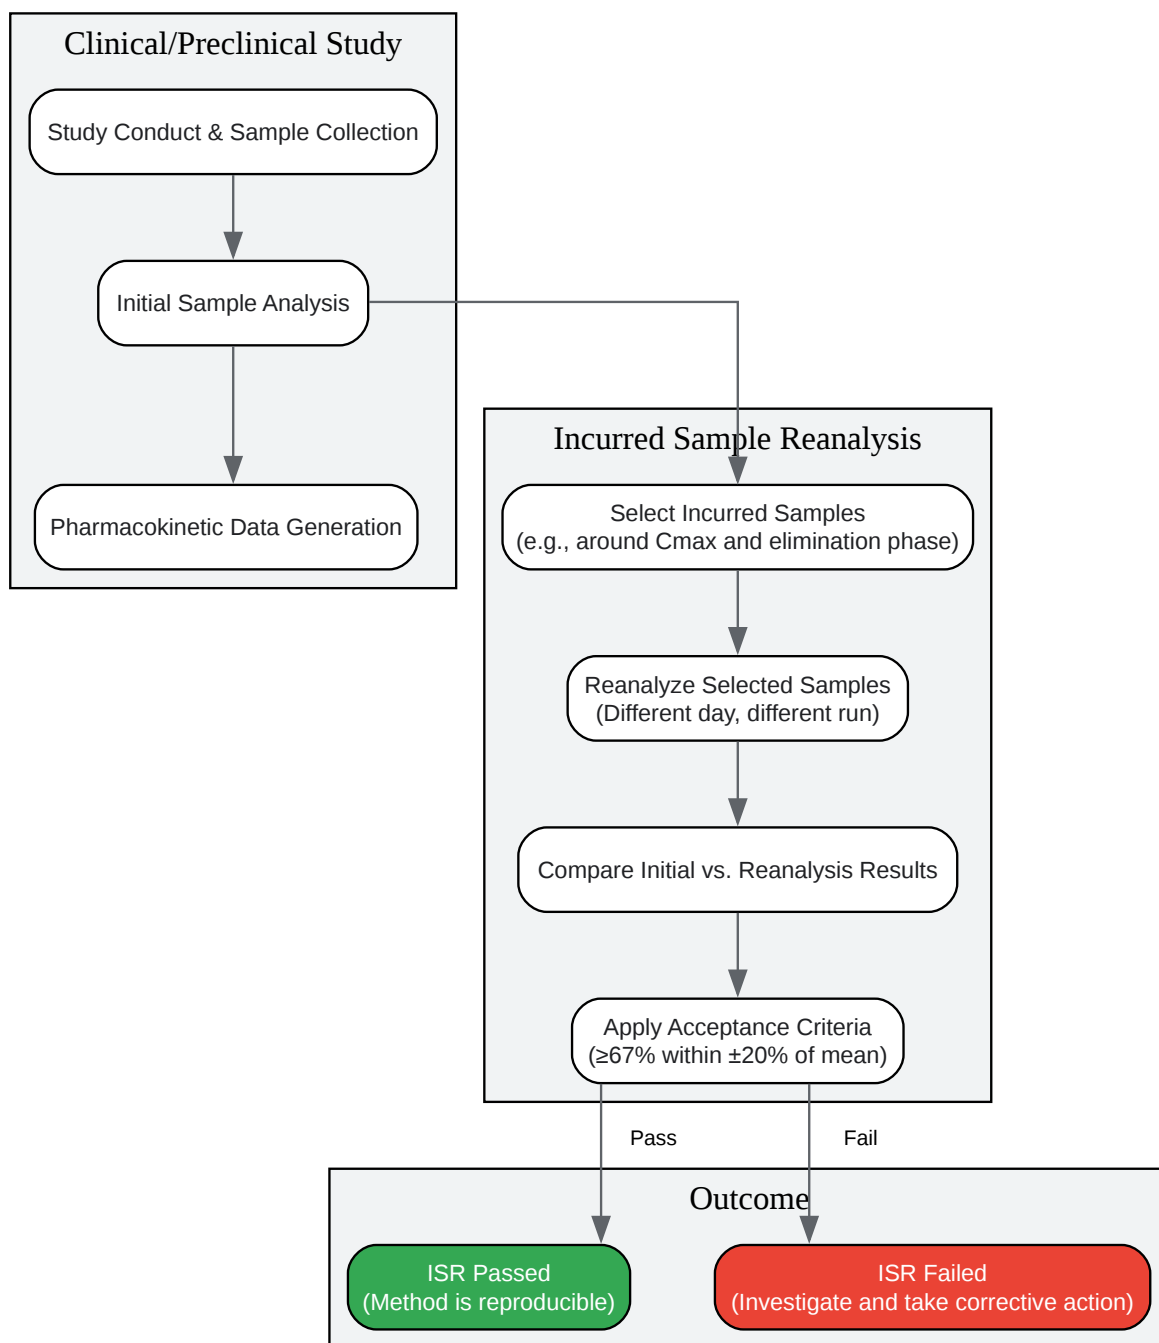 Clinical/Preclinical Study
Study Conduct & Sample Collection
Initial Sample Analysis
Pharmacokinetic Data Generation
Incurred Sample Reanalysis
Select Incurred Samples
(e.g., around Cmax and elimination phase)
Reanalyze Selected Samples
(Different day, different run)
Compare Initial vs. Reanalysis Results
Apply Acceptance Criteria
(≥67% within ±20% of mean)
Pass
Fail
Outcome
ISR Passed
(Method is reproducible)
ISR Failed
(Investigate and take corrective action)